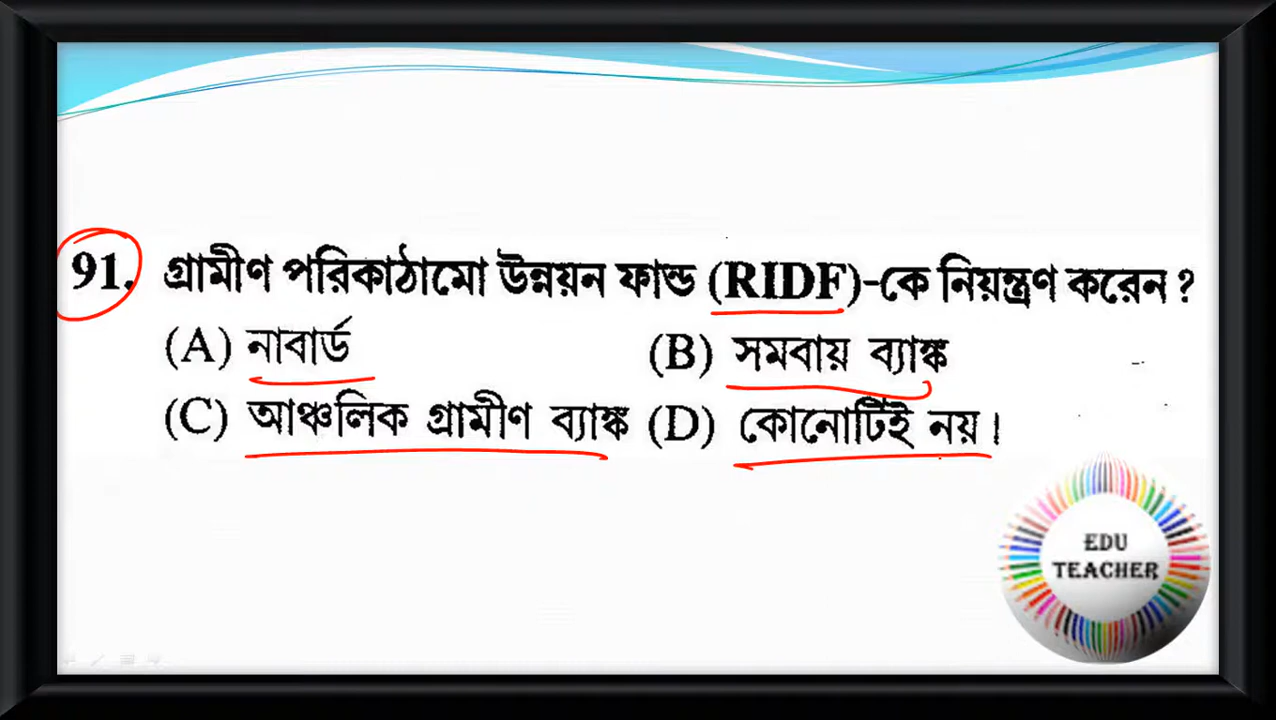 91. গ্রামীণ পরিকাঠামো উন্নয়ন ফান্ড (RIDF)-কে নিয়ন্ত্রণ করেন ?
(A) নাবার্ড (B) সমবায় ব্যাঙ্ক
(C) আঞ্চলিক গ্রামীণ ব্যাঙ্ক (D) কোনোটিই নয়।
EDU
TEACHER